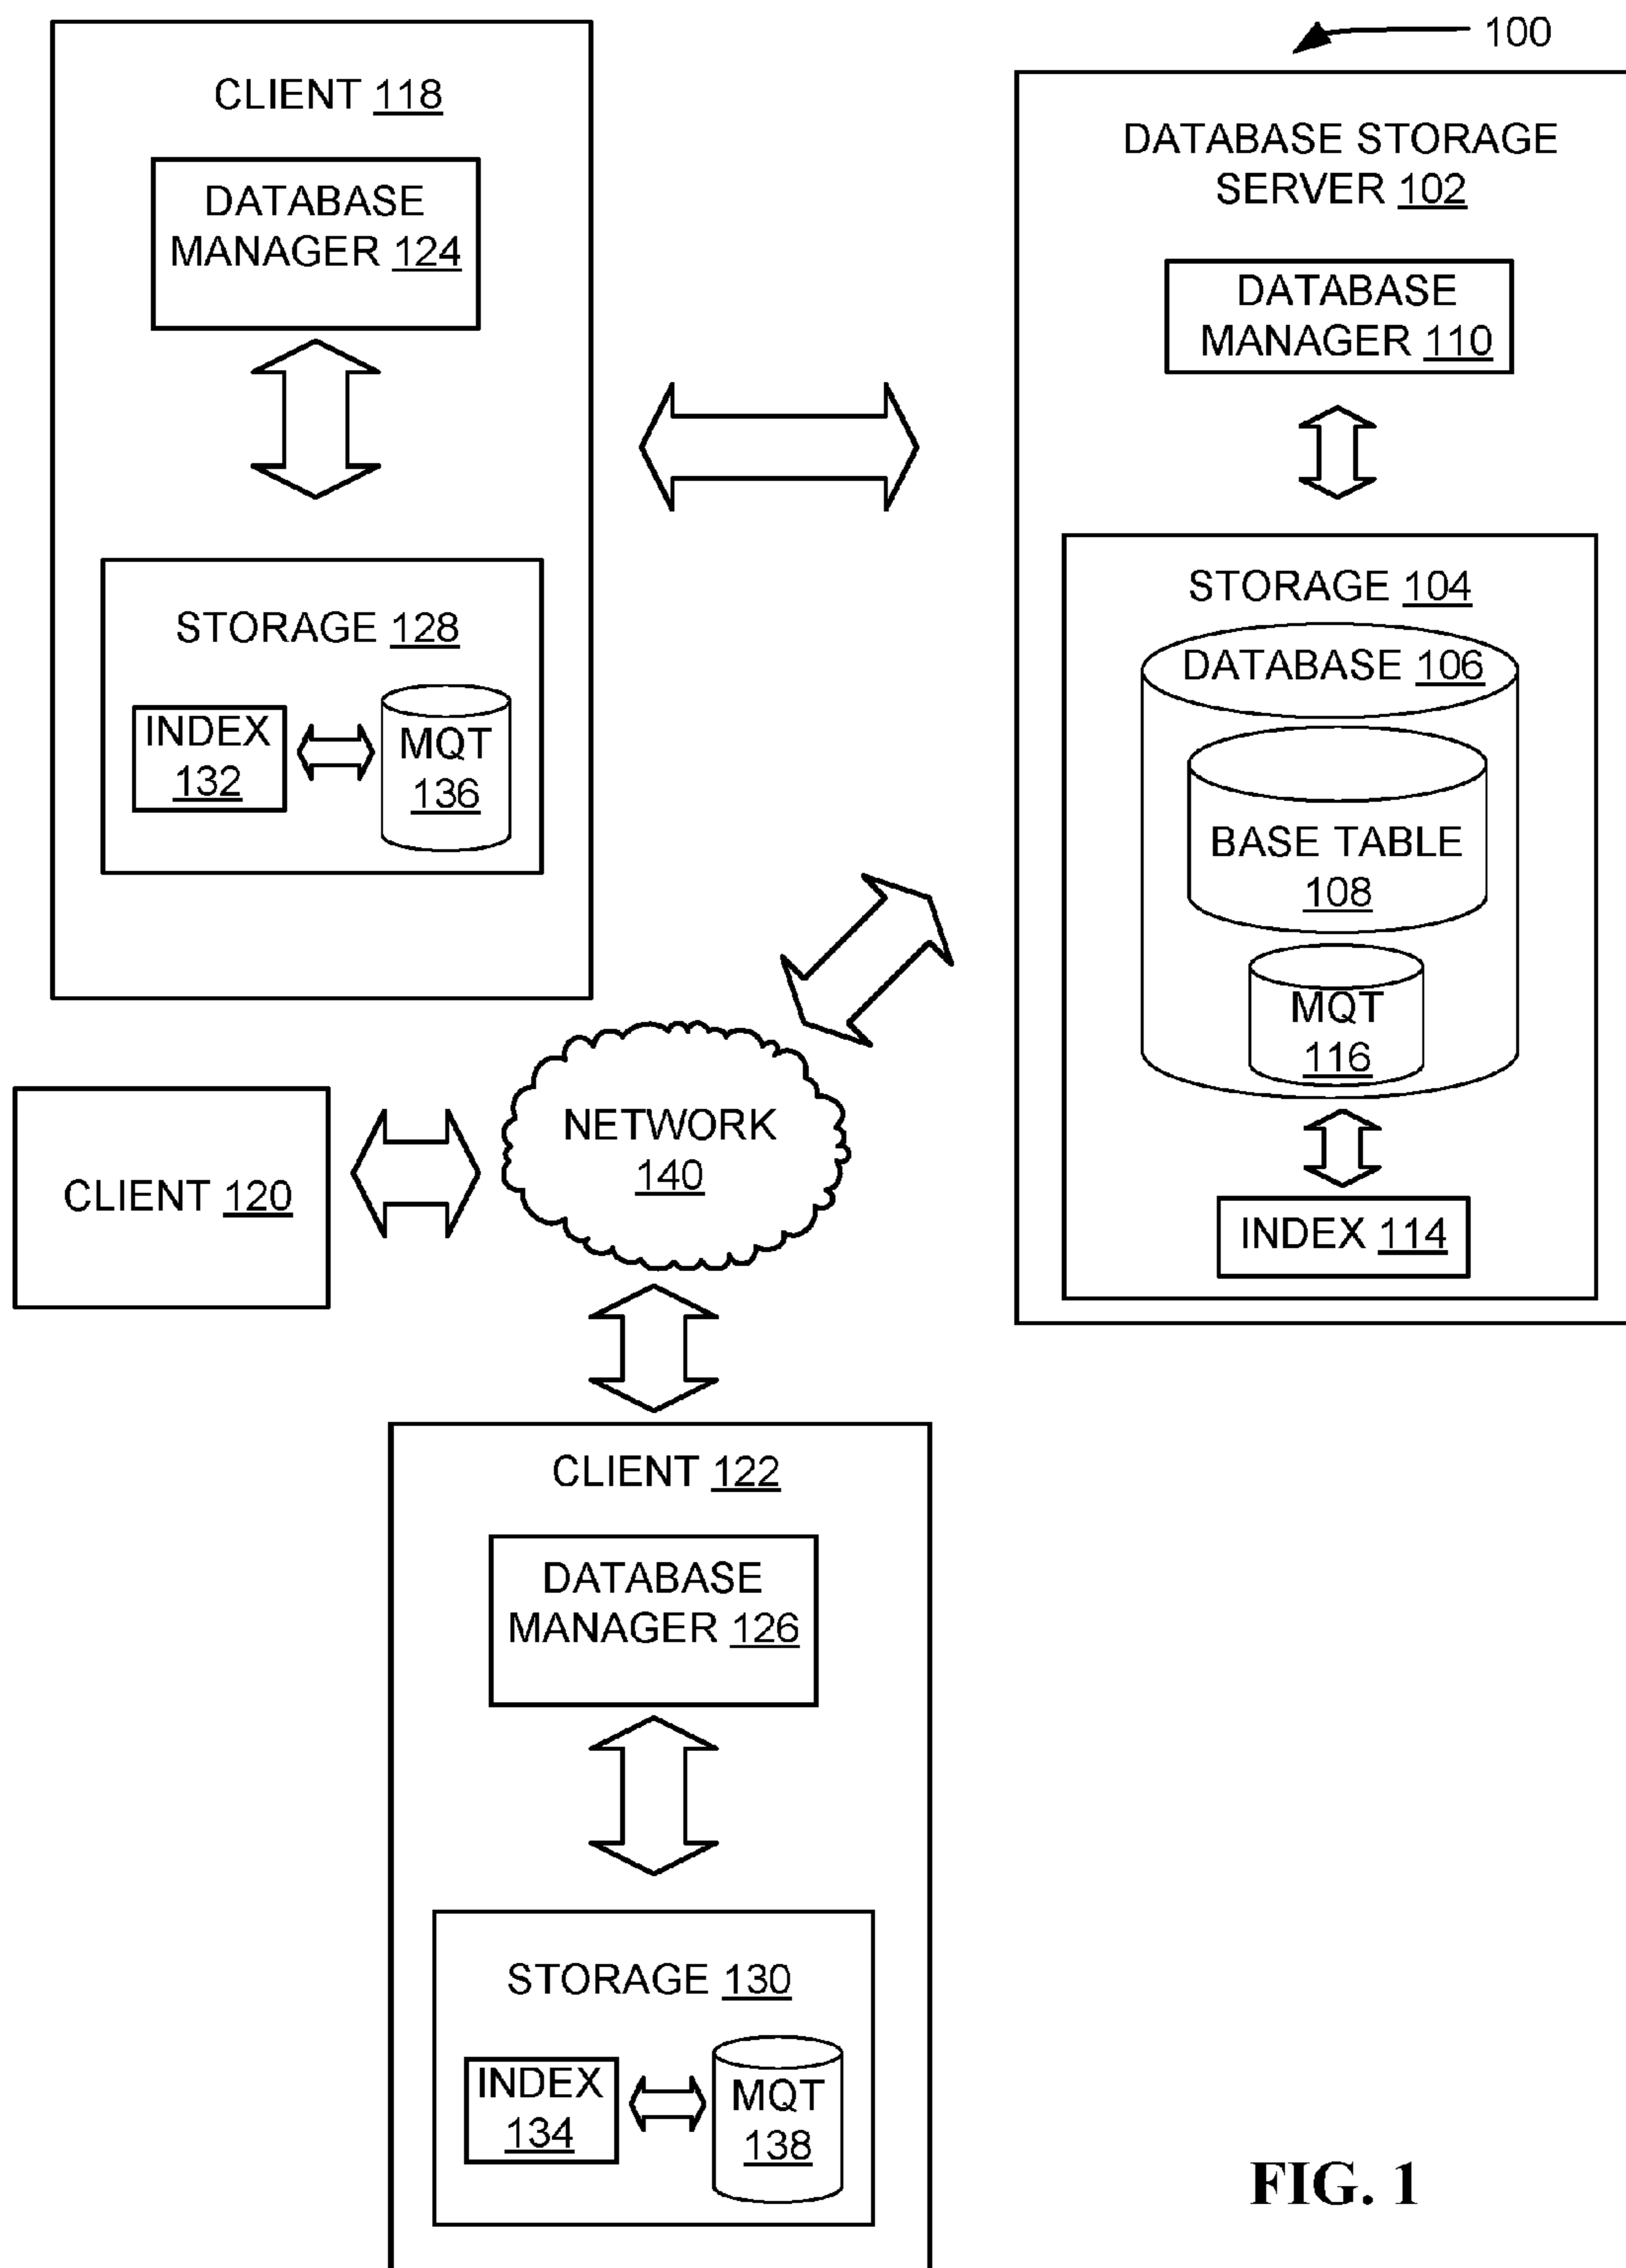 100
CLIENT 118
DATABASE
MANAGER 124
STORAGE 128
INDEX
132
MQT
136
DATABASE STORAGE
SERVER 102
DATABASE
MANAGER 110
STORAGE 104
DATABASE 106
BASE TABLE
108
MQT
116
INDEX 114
CLIENT 120
NETWORK
140
CLIENT 122
DATABASE
MANAGER 126
STORAGE 130
INDEX
134
MQT
138
FIG. 1